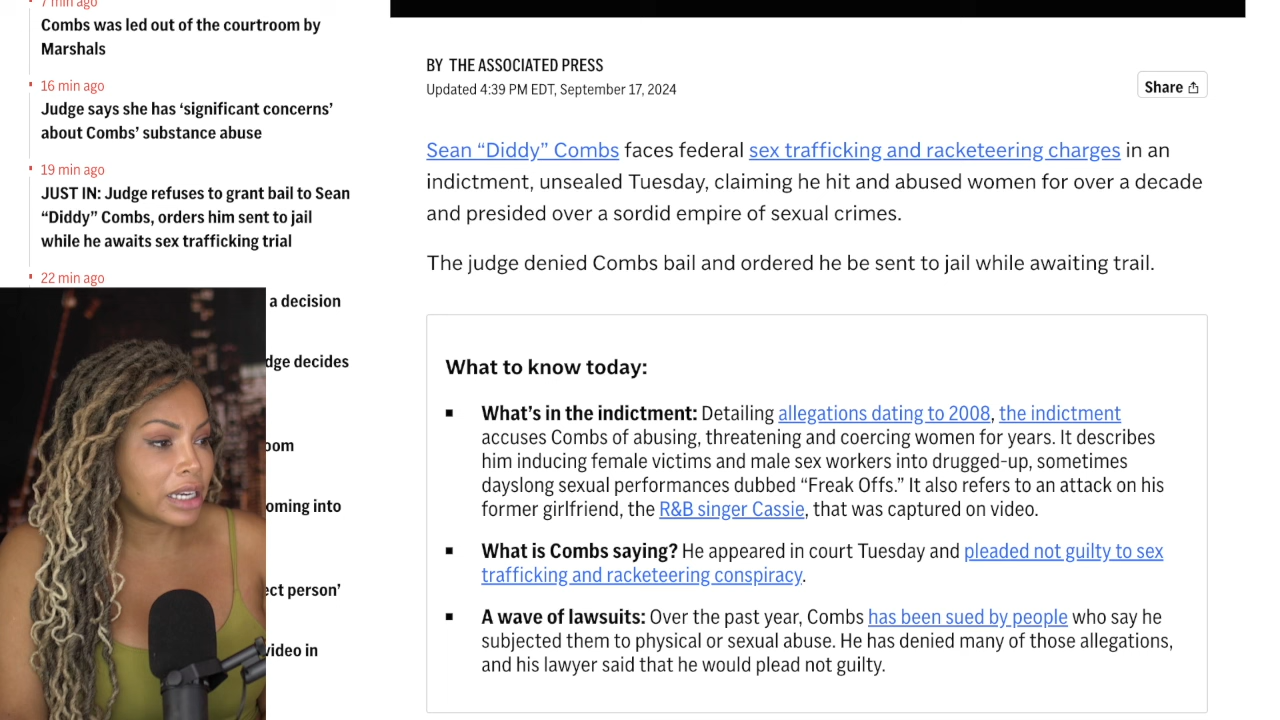 7 min ago
Combs was led out of the courtroom by
Marshals
16 min ago
Judge says she has ‘significant concerns’
about Combs’ substance abuse
19 min ago
JUST IN: Judge refuses to grant bail to Sean
“Diddy” Combs, orders him sent to jail
while he awaits sex trafficking trial
22 min ago
a decision
dge decides
oom
oming into
ect person’
video in
BY THE ASSOCIATED PRESS
Updated 4:39 PM EDT, September 17, 2024
Share
Sean “Diddy” Combs faces federal sex trafficking and racketeering charges in an
indictment, unsealed Tuesday, claiming he hit and abused women for over a decade
and presided over a sordid empire of sexual crimes.
The judge denied Combs bail and ordered he be sent to jail while awaiting trail.
What to know today:
What’s in the indictment: Detailing allegations dating to 2008, the indictment
accuses Combs of abusing, threatening and coercing women for years. It describes
him inducing female victims and male sex workers into drugged-up, sometimes
dayslong sexual performances dubbed “Freak Offs.” It also refers to an attack on his
former girlfriend, the R&B singer Cassie, that was captured on video.
What is Combs saying? He appeared in court Tuesday and pleaded not guilty to sex
trafficking and racketeering conspiracy.
A wave of lawsuits: Over the past year, Combs has been sued by people who say he
subjected them to physical or sexual abuse. He has denied many of those allegations,
and his lawyer said that he would plead not guilty.